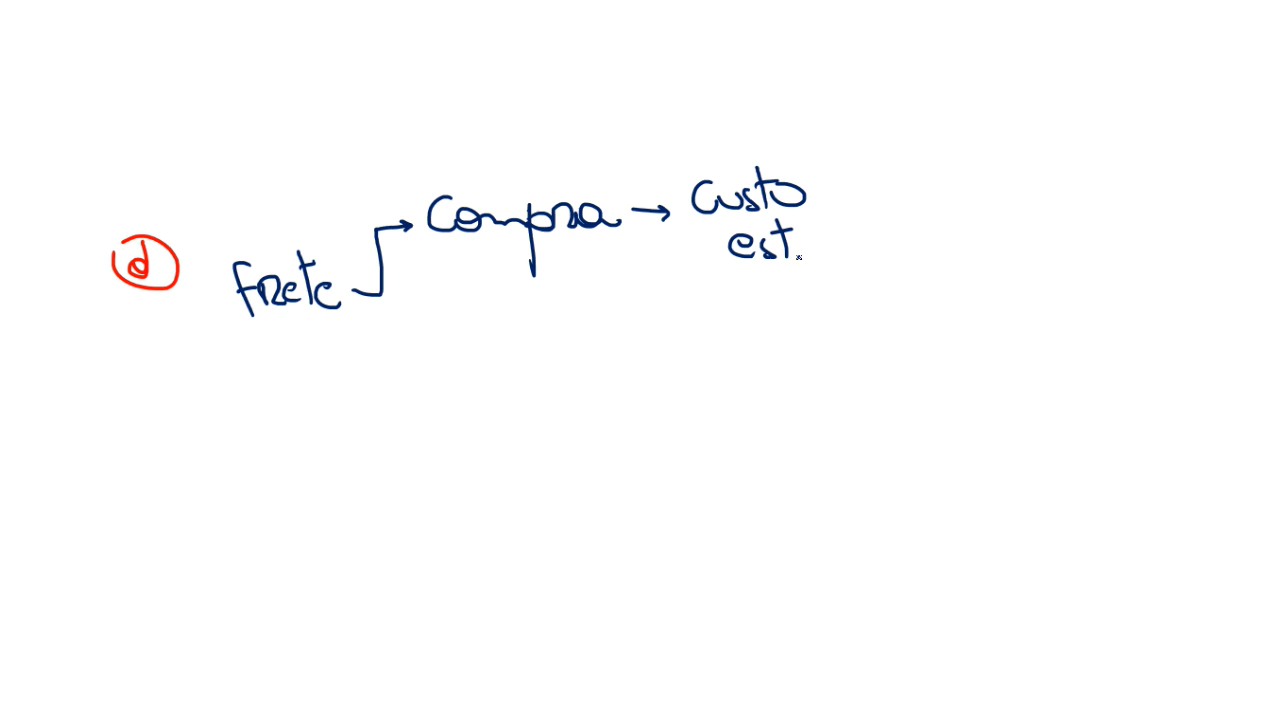 d
frete
Compra → Custo
est.